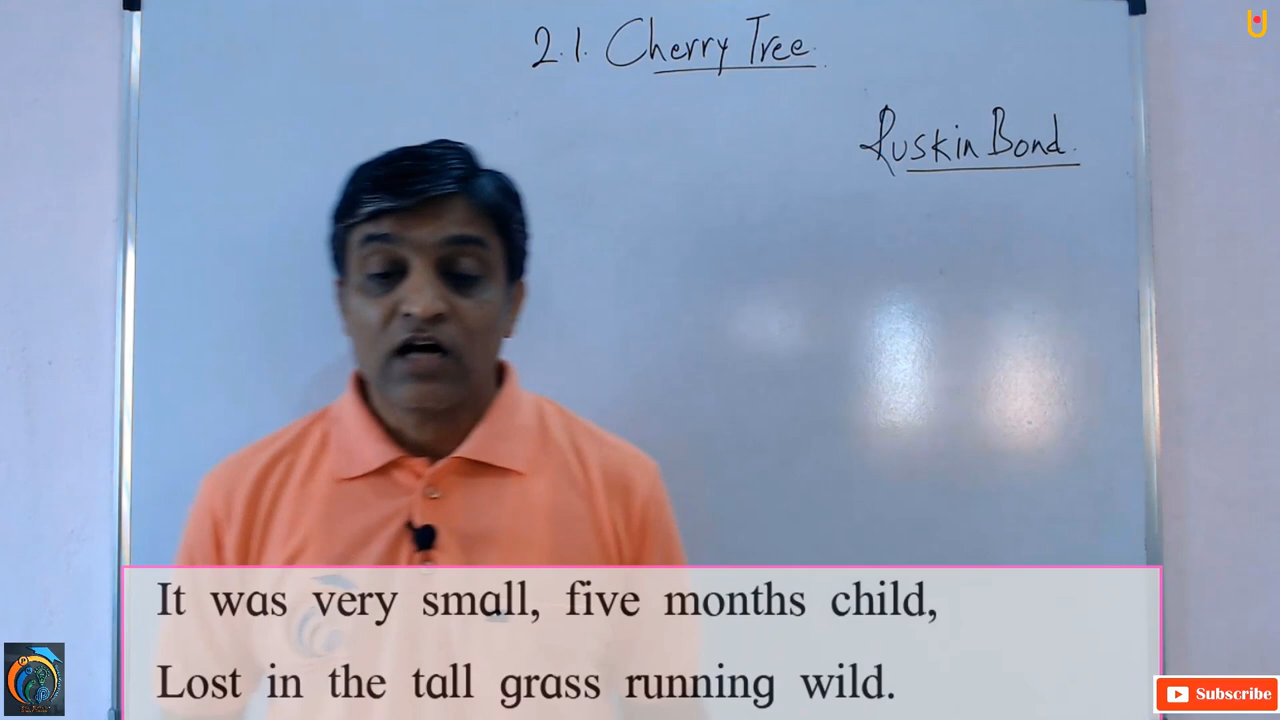 2.1. Cherry Tree.
Ruskin Bond.
It was very small, five months child,
Lost in the tall grass running wild.
Subscribe